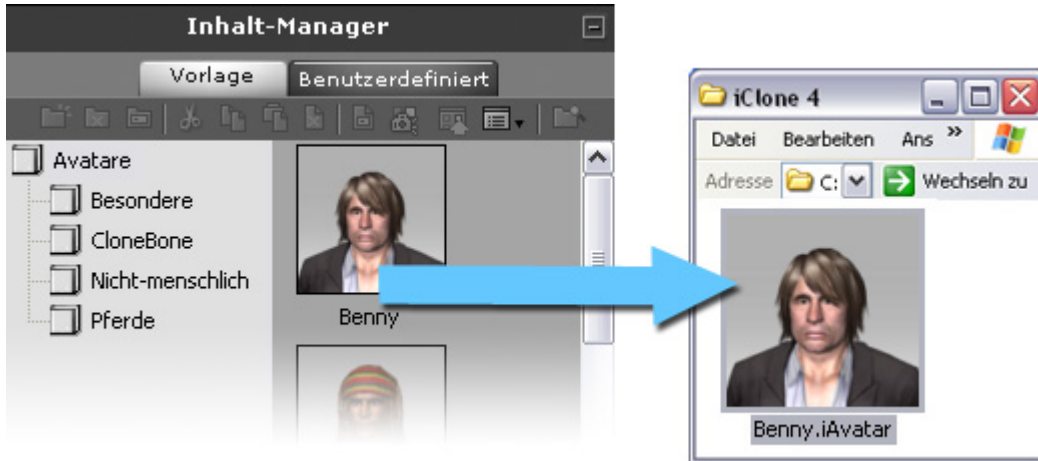 Inhalt-Manager
Vorlage
Benutzerdefiniert
Avatare
Besondere
CloneBone
Nicht-menschlich
Pferde
Benny
iClone 4
Datei Bearbeiten Ans »
Adresse C: Wechseln zu
Benny.iAvatar